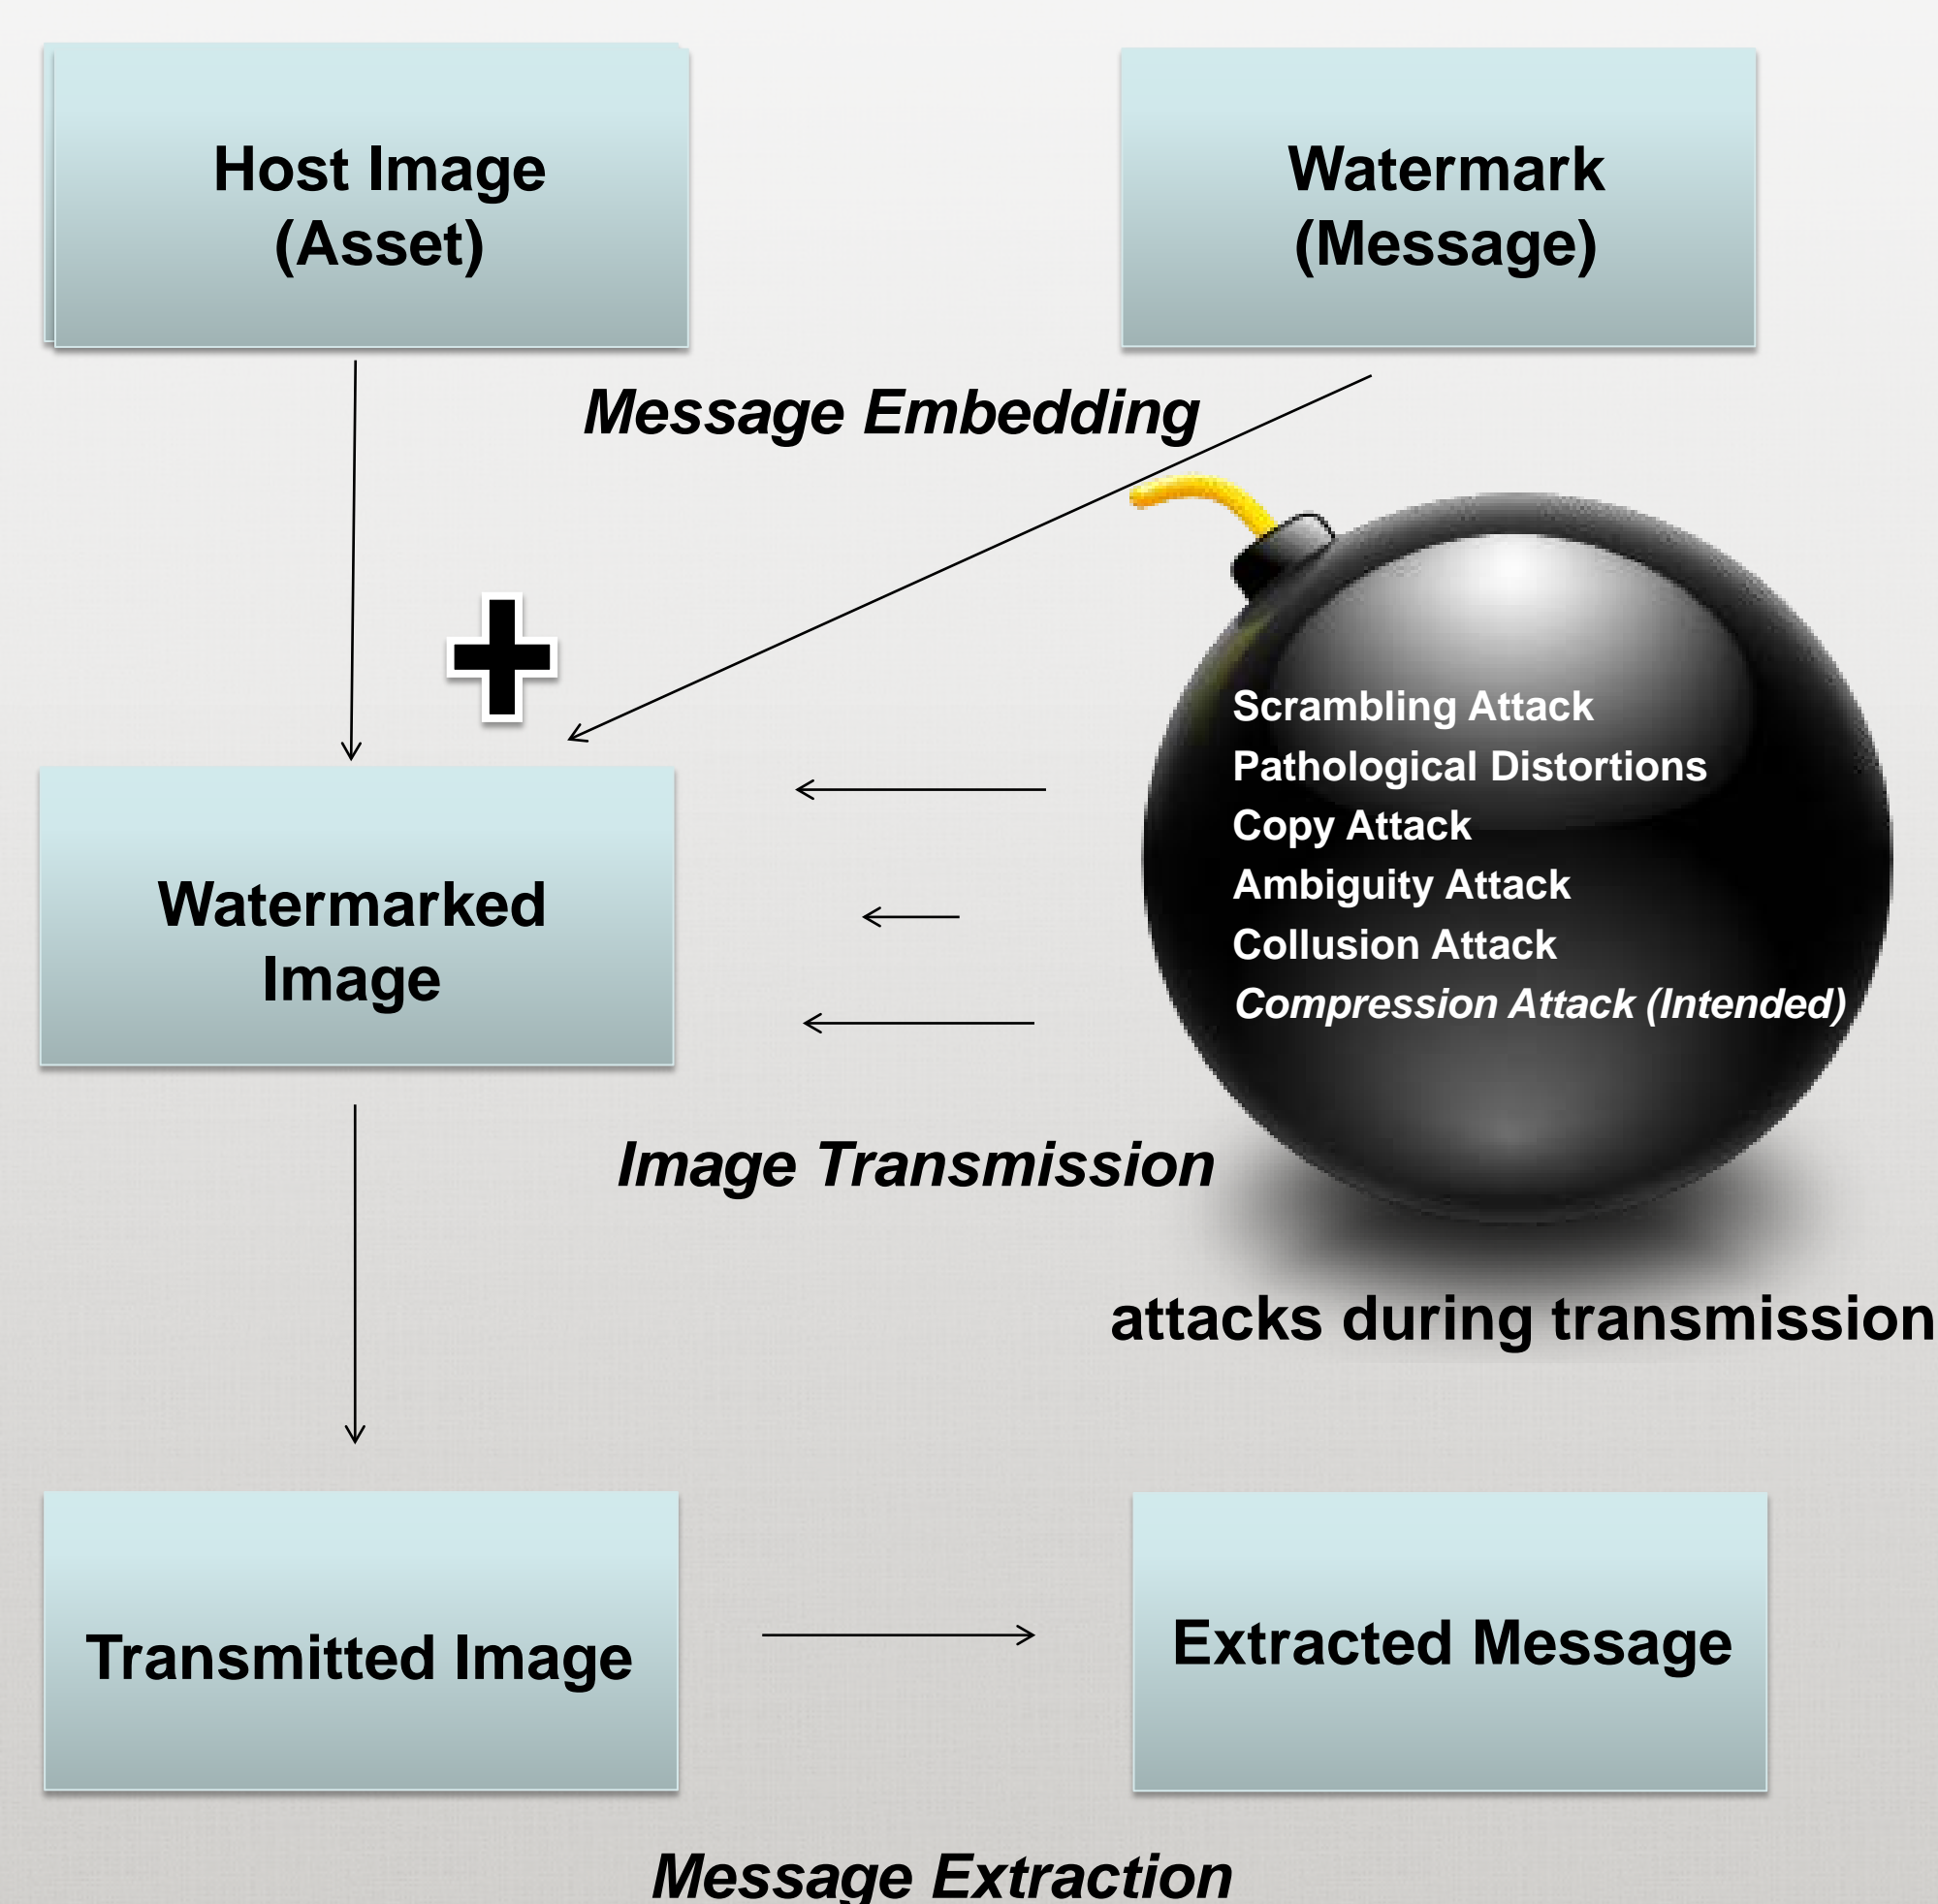 Host Image
(Asset)
Watermark
(Message)
Message Embedding
Scrambling Attack
Pathological Distortions
Copy Attack
Ambiguity Attack
Collusion Attack
Compression Attack (Intended)
Watermarked
Image
Image Transmission
attacks during transmission
Transmitted Image
Extracted Message
Message Extraction